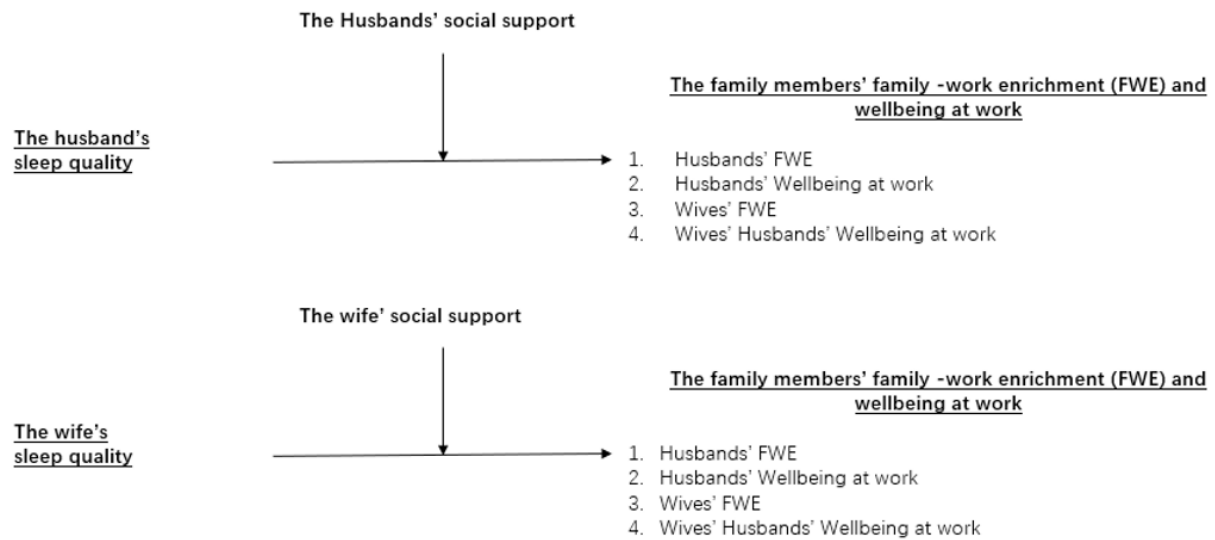 The Husbands’ social support
The family members’ family -work enrichment (FWE) and
wellbeing at work
The husband’s
sleep quality
1. Husbands’ FWE
2. Husbands’ Wellbeing at work
3. Wives’ FWE
4. Wives’ Husbands’ Wellbeing at work
The wife’ social support
The family members’ family -work enrichment (FWE) and
wellbeing at work
The wife’s
sleep quality
1. Husbands’ FWE
2. Husbands’ Wellbeing at work
3. Wives’ FWE
4. Wives’ Husbands’ Wellbeing at work